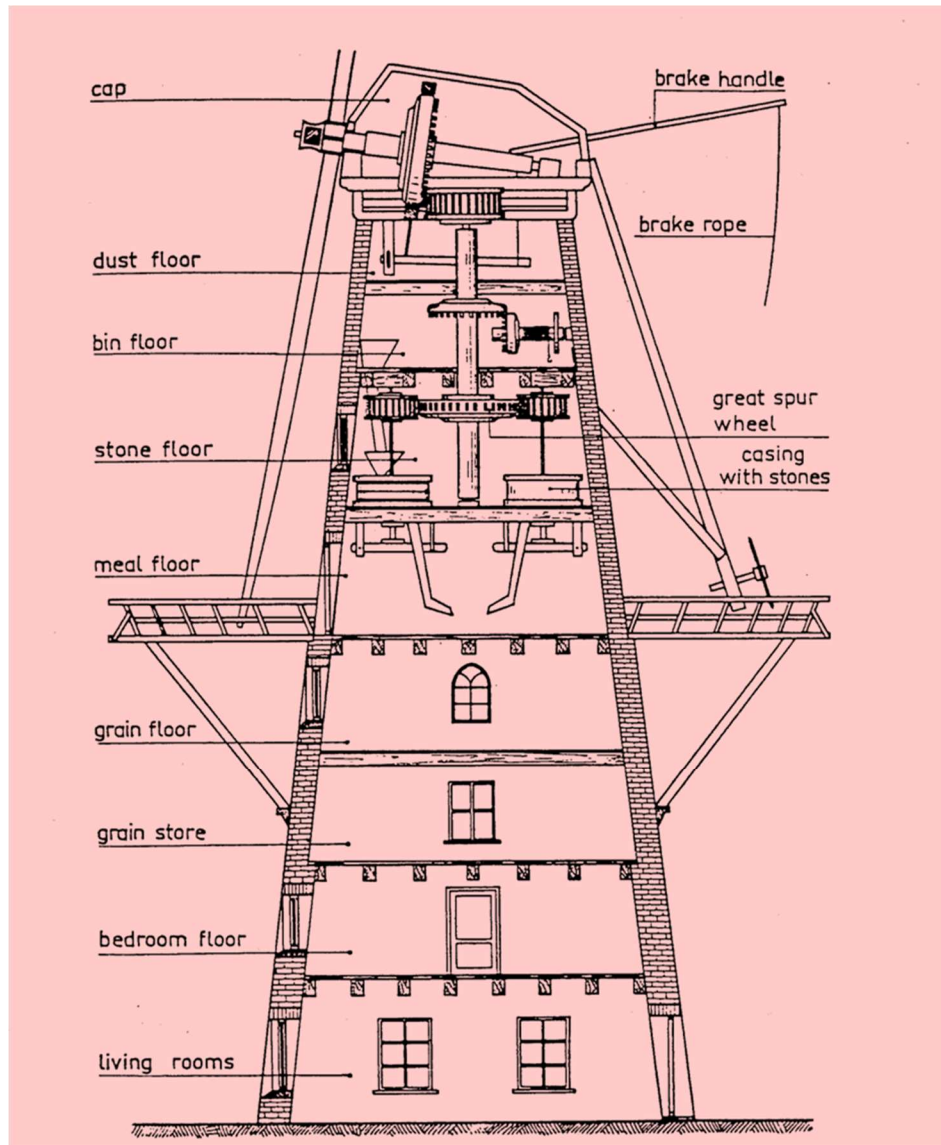 cap
brake handle
brake rope
dust floor
bin floor
great spur
wheel
stone floor
casing
with stones
meal floor
grain floor
grain store
bedroom floor
living rooms